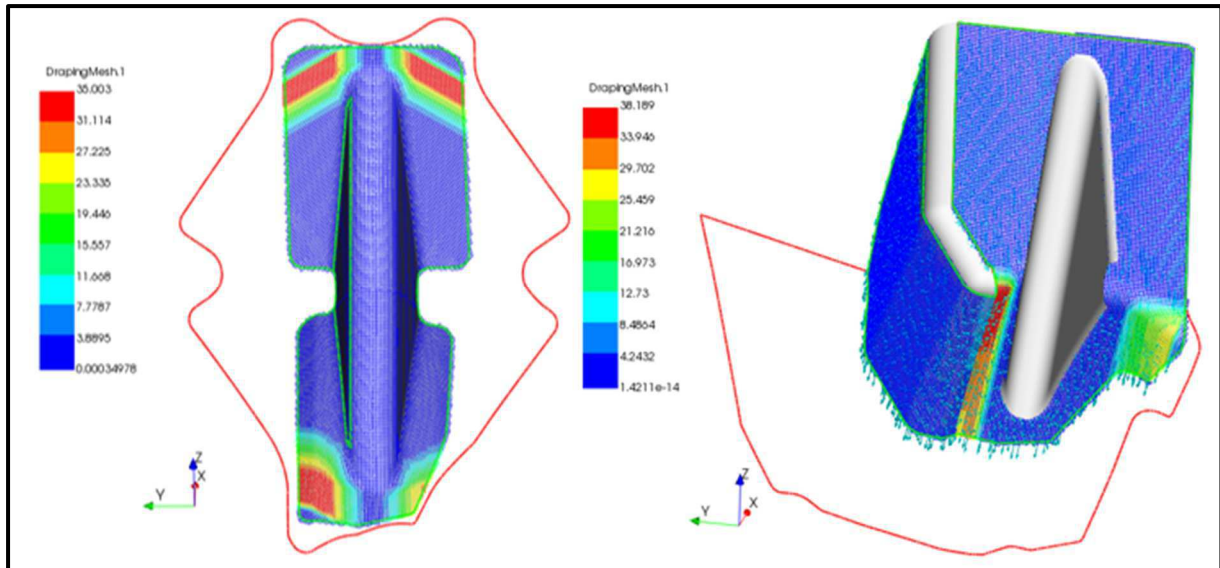 DrapingMesh.1
35.003
31.114
27.225
23.335
19.446
15.557
11.668
7.7787
3.8895
0.00034978
Z
X
Y
DrapingMesh.1
38.189
33.946
29.702
25.459
21.216
16.973
12.73
8.4864
4.2432
1.4211e-14
Z
X
Y